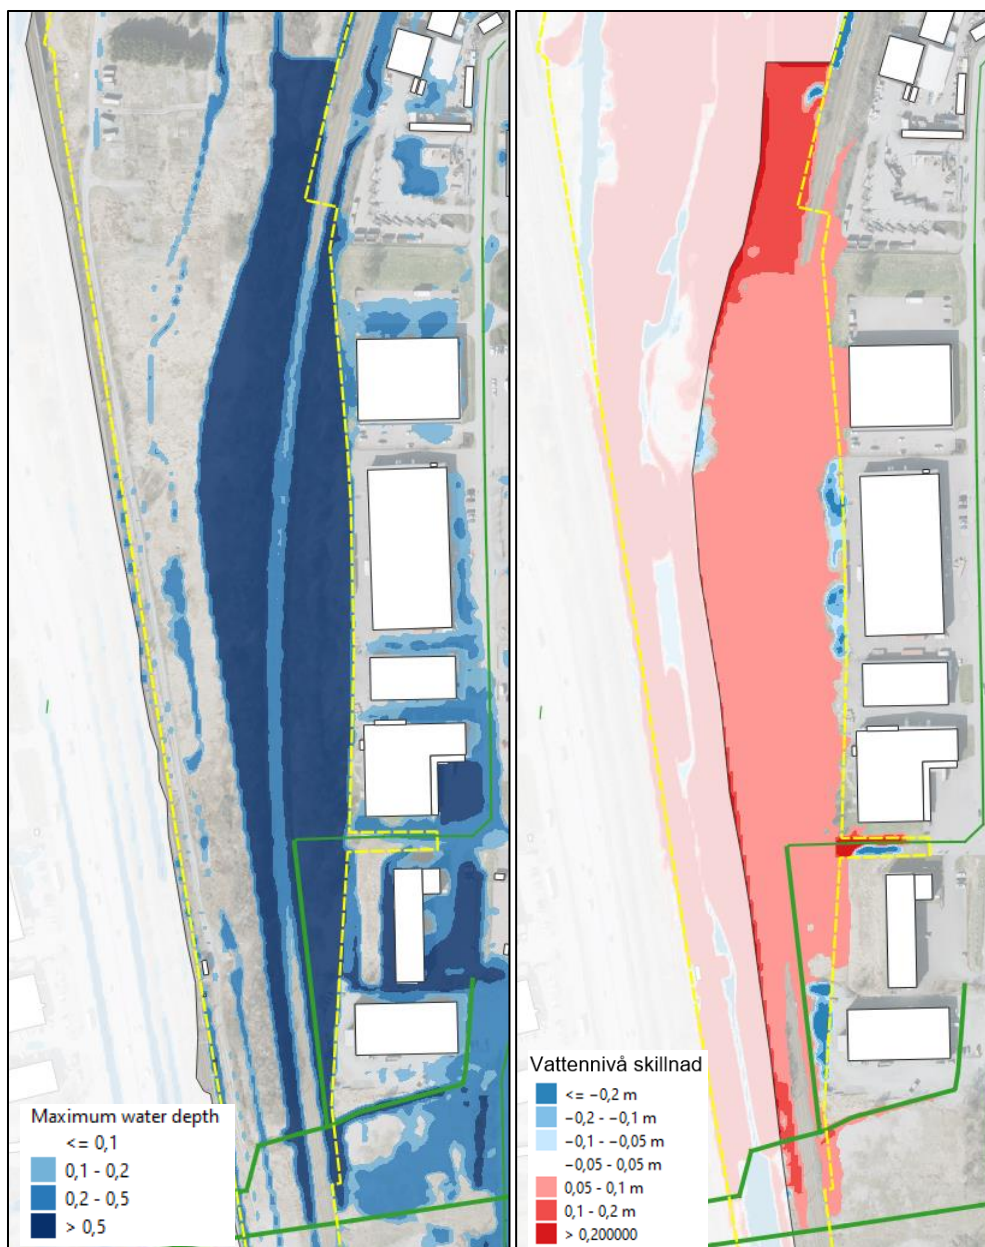 Maximum water depth
<= 0,1
0,1 - 0,2
0,2 - 0,5
> 0,5
Vattennivå skillnad
<= -0,2 m
-0,2 - -0,1 m
-0,1 - -0,05 m
-0,05 - 0,05 m
0,05 - 0,1 m
0,1 - 0,2 m
> 0,200000